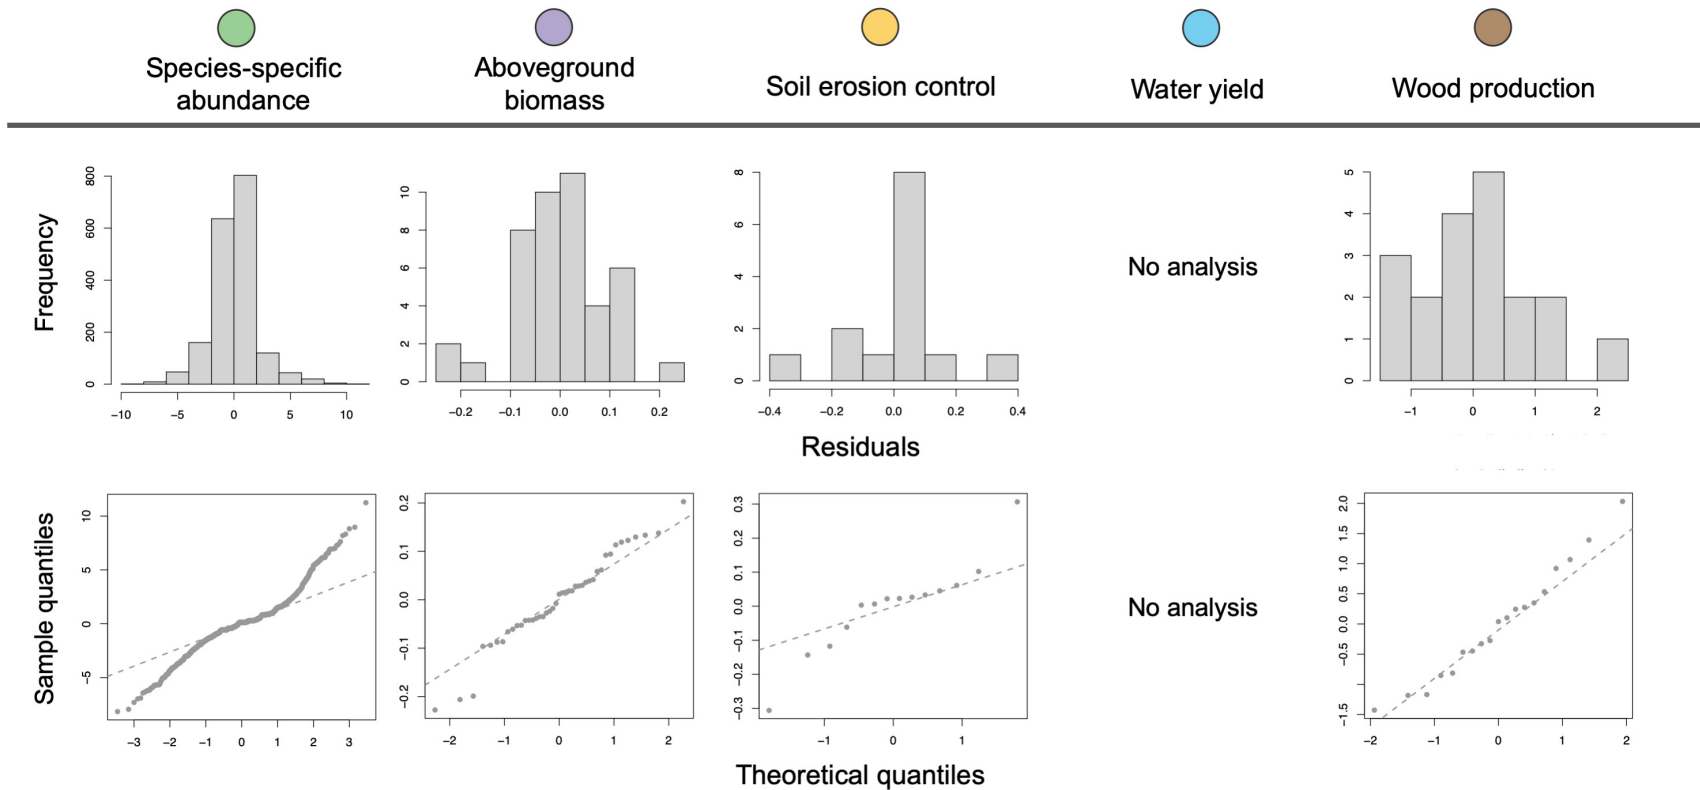 Species-specific
abundance
Aboveground
biomass
Soil erosion control
Water yield
Wood production
Frequency
0 200 400 600 800
−10 −5 0 5 10
0 2 4 6 8 10
−0.2 −0.1 0.0 0.1 0.2
0 2 4 6 8
−0.4 −0.2 0.0 0.2 0.4
No analysis
0 1 2 3 4 5
−1 0 1 2
Residuals
Sample quantiles
−5 0 5 10
−3 −2 −1 0 1 2 3
−0.2 −0.1 0.0 0.1 0.2
−2 −1 0 1 2
−0.3 −0.2 −0.1 0.0 0.1 0.2 0.3
−1 0 1
No analysis
−1.5 −0.5 0.0 0.5 1.0 1.5 2.0
−2 −1 0 1 2
Theoretical quantiles